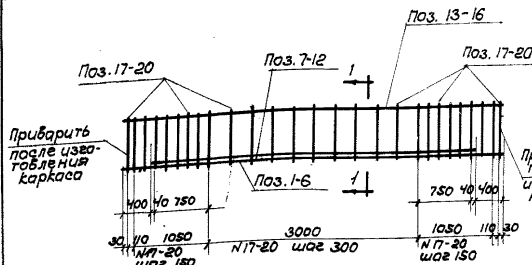 Поз. 13-16
Поз. 17-20
Поз. 7-12
1
Поз. 17-20
Приварить
после изго-
товления
каркаса
Поз. 1-6
1
400 40 750
750 40 400
30 110 1050
3000
1050 110 30
N17-20
шаг 150
N17-20 шаг 300
N17-20
шаг 150